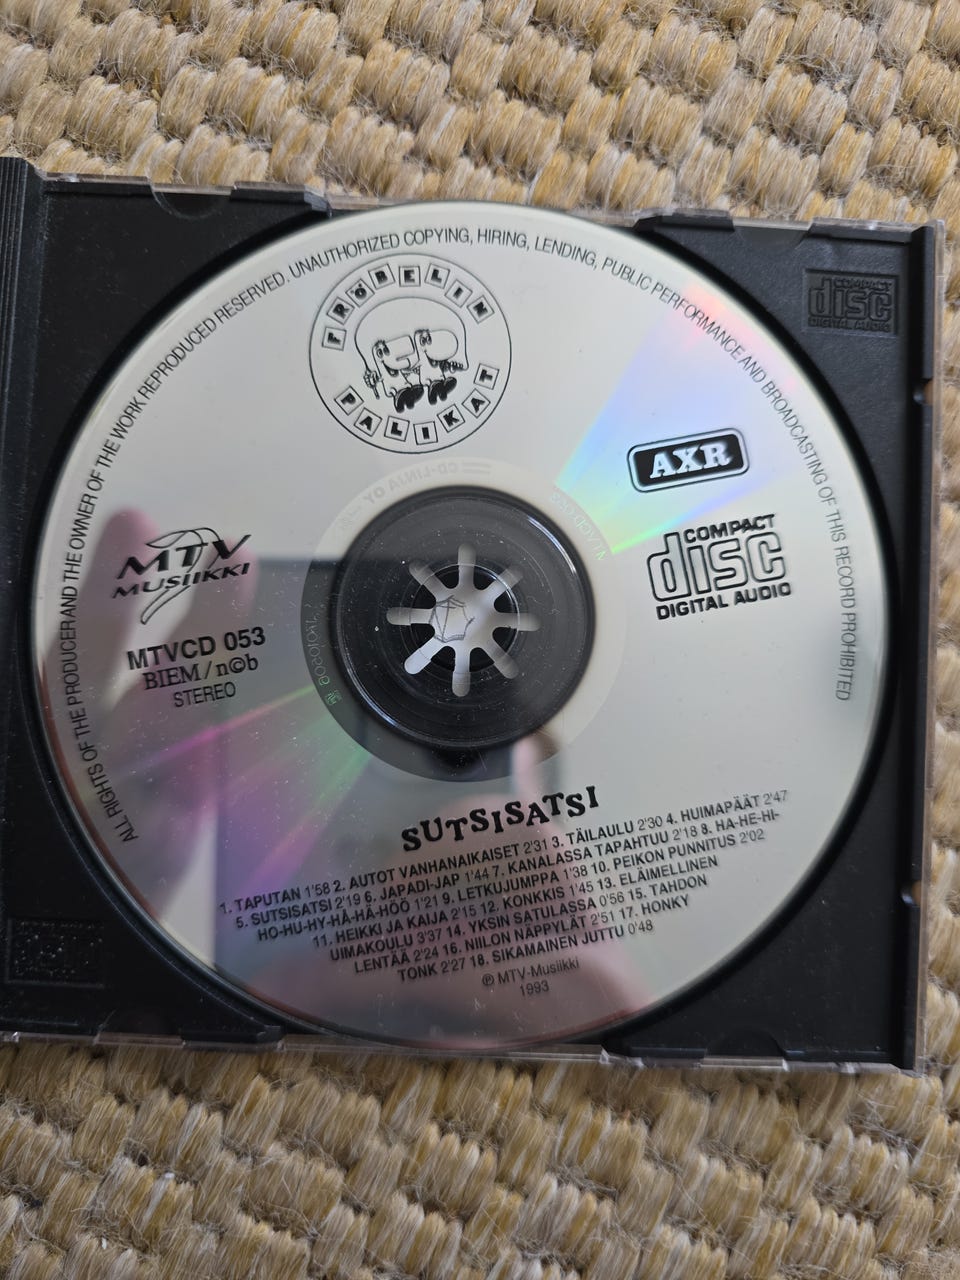 ALL RIGHTS OF THE PRODUCER AND THE OWNER OF THE WORK REPRODUCED RESERVED. UNAUTHORIZED COPYING, HIRING, LENDING, PUBLIC PERFORMANCE AND BROADCASTING OF THIS RECORD PROHIBITED
FRÖBELIN
PALIKAT
COMPACT
disc
DIGITAL AUDIO
AXR
CD-LINJA OY
MTV
MUSIIKKI
COMPACT
disc
DIGITAL AUDIO
MTVCD 053
BIEM / n©b
STEREO
SUTSISATSI
1. TAPUTAN 1'58 2. AUTOT VANHANAIKAISET 2'31 3. TÄILAULU 2'30 4. HUIMAPÄÄT 2'47
5. SUTSISATSI 2'19 6. JAPADI-JAP 1'44 7. KANALASSA TAPAHTUU 2'18 8. HA-HE-HI-
HO-HU-HY-HÄ-HÄ-HÖÖ 1'21 9. LETKUJUMPPA 1'38 10. PEIKON PUNNITUS 2'02
11. HEIKKI JA KAIJA 2'15 12. KONKKIS 1'45 13. ELÄIMELLINEN
UIMAKOULU 3'37 14. YKSIN SATULASSA 0'56 15. TAHDON
LENTÄÄ 2'24 16. NIILON NÄPPYLÄT 2'51 17. HONKY
TONK 2'27 18. SIKAMAINEN JUTTU 0'48
℗ MTV-Musiikki
1993